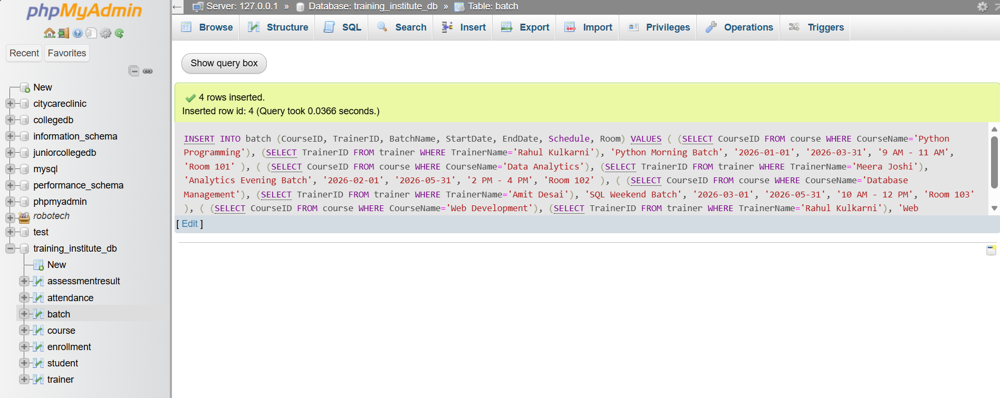 phpMyAdmin
Recent
Favorites
New
citycareclinic
collegedb
information_schema
juniorcollegedb
mysql
performance_schema
phpmyadmin
robotech
test
training_institute_db
New
assessmentresult
attendance
batch
course
enrollment
student
trainer
Server: 127.0.0.1 » Database: training_institute_db » Table: batch
Browse Structure SQL Search Insert Export Import Privileges Operations Triggers
Show query box
4 rows inserted.
Inserted row id: 4 (Query took 0.0366 seconds.)
INSERT INTO batch (CourseID, TrainerID, BatchName, StartDate, EndDate, Schedule, Room) VALUES ( (SELECT CourseID FROM course WHERE CourseName='Python
Programming'), (SELECT TrainerID FROM trainer WHERE TrainerName='Rahul Kulkarni'), 'Python Morning Batch', '2026-01-01', '2026-03-31', '9 AM - 11 AM',
'Room 101' ), ( (SELECT CourseID FROM course WHERE CourseName='Data Analytics'), (SELECT TrainerID FROM trainer WHERE TrainerName='Meera Joshi'),
'Analytics Evening Batch', '2026-02-01', '2026-05-31', '2 PM - 4 PM', 'Room 102' ), ( (SELECT CourseID FROM course WHERE CourseName='Database
Management'), (SELECT TrainerID FROM trainer WHERE TrainerName='Amit Desai'), 'SQL Weekend Batch', '2026-03-01', '2026-05-31', '10 AM - 12 PM', 'Room 103'
), ( (SELECT CourseID FROM course WHERE CourseName='Web Development'), (SELECT TrainerID FROM trainer WHERE TrainerName='Rahul Kulkarni'), 'Web
[ Edit ]